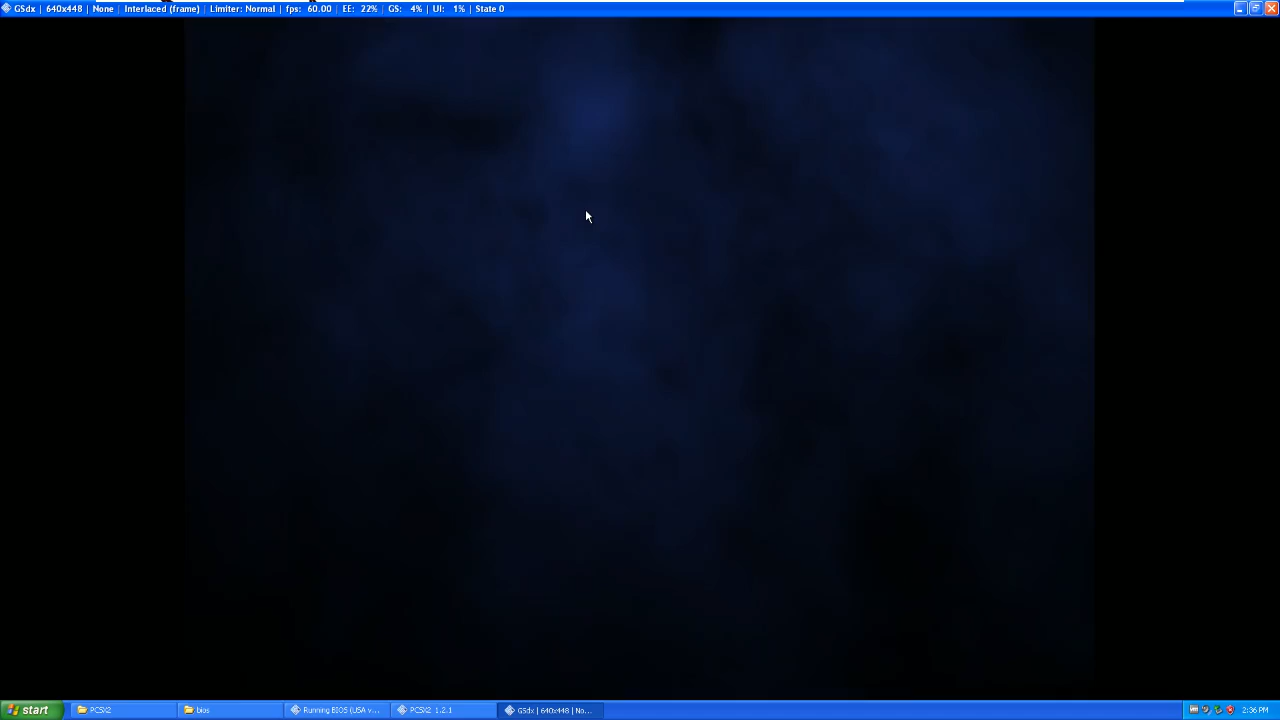 GSdx | 640x448 | None | Interlaced (frame) | Limiter: Normal | fps: 60.00 | EE: 22% | GS: 4% | UI: 1% | State 0
start
PCSX2
bios
Running BIOS (USA v...
PCSX2 1.2.1
GSdx | 640x448 | No...
2:36 PM